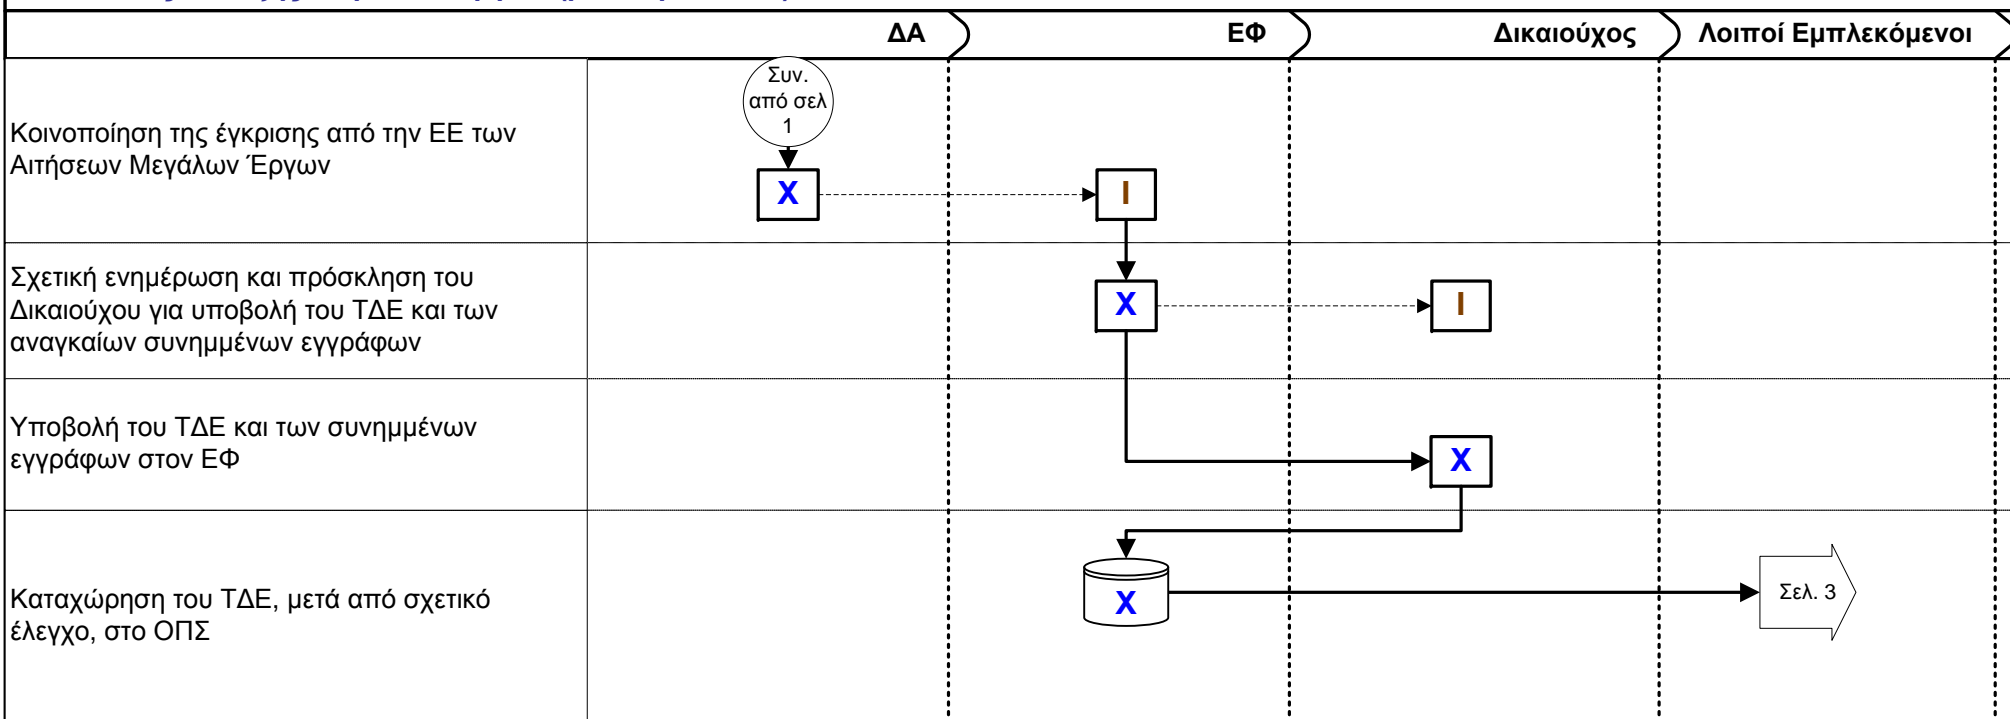 ΔΑ
ΕΦ
Δικαιούχος
Λοιποί Εμπλεκόμενοι
Συν.
από σελ
1
Κοινοποίηση της έγκρισης από την ΕΕ των
Αιτήσεων Μεγάλων Έργων
X
I
Σχετική ενημέρωση και πρόσκληση του
Δικαιούχου για υποβολή του ΤΔΕ και των
αναγκαίων συνημμένων εγγράφων
X
I
Υποβολή του ΤΔΕ και των συνημμένων
εγγράφων στον ΕΦ
X
Καταχώρηση του ΤΔΕ, μετά από σχετικό
έλεγχο, στο ΟΠΣ
X
Σελ. 3